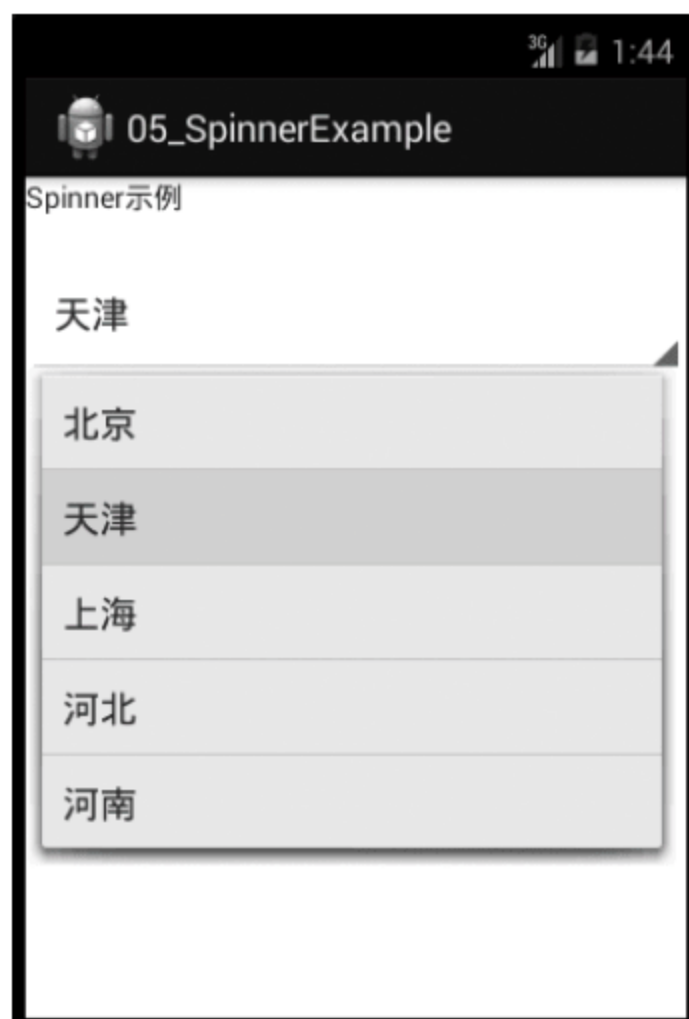 3G 1:44
05_SpinnerExample
Spinner示例
天津
北京
天津
上海
河北
河南